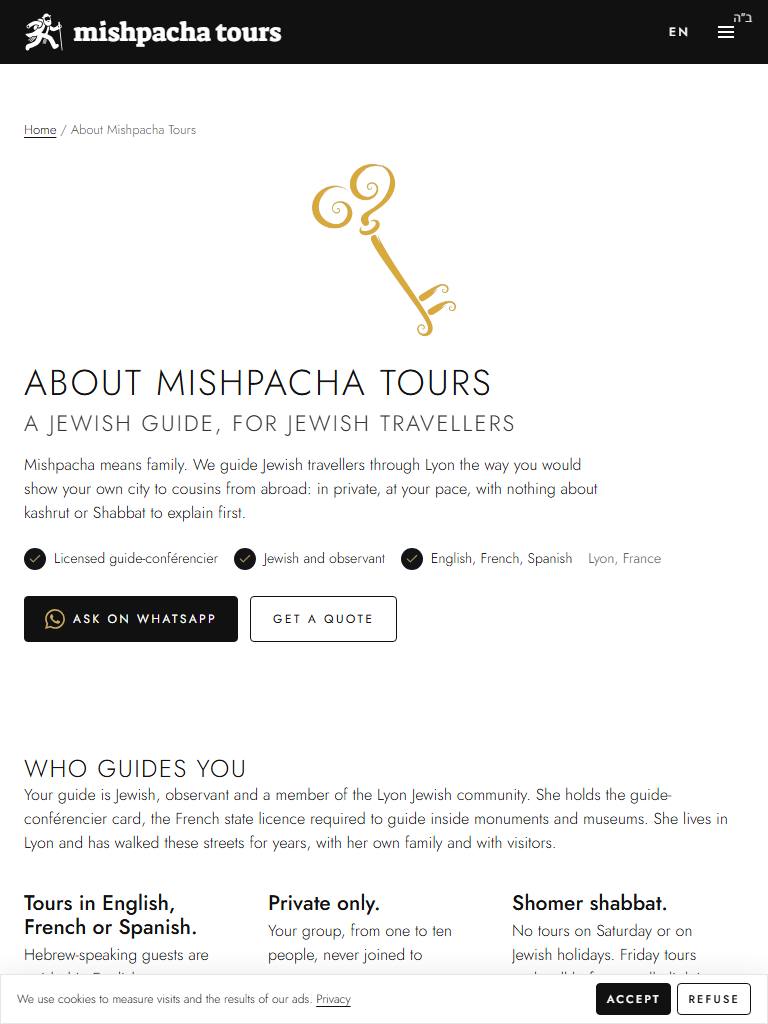 mishpacha tours
EN
ב"ה
Home / About Mishpacha Tours
ABOUT MISHPACHA TOURS
A JEWISH GUIDE, FOR JEWISH TRAVELLERS
Mishpacha means family. We guide Jewish travellers through Lyon the way you would
show your own city to cousins from abroad: in private, at your pace, with nothing about
kashrut or Shabbat to explain first.
Licensed guide-conférencier Jewish and observant English, French, Spanish Lyon, France
ASK ON WHATSAPP GET A QUOTE
WHO GUIDES YOU
Your guide is Jewish, observant and a member of the Lyon Jewish community. She holds the guide-
conférencier card, the French state licence required to guide inside monuments and museums. She lives in
Lyon and has walked these streets for years, with her own family and with visitors.
Tours in English,
French or Spanish.
Hebrew-speaking guests are
Private only.
Your group, from one to ten
people, never joined to
Shomer shabbat.
No tours on Saturday or on
Jewish holidays. Friday tours
We use cookies to measure visits and the results of our ads. Privacy
ACCEPT REFUSE